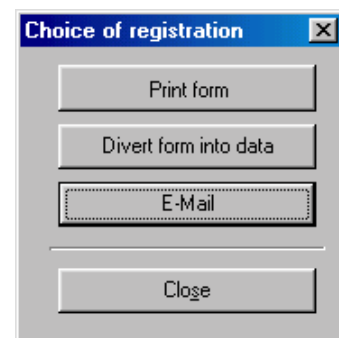 Choice of registration
Print form
Divert form into data
E-Mail
Close